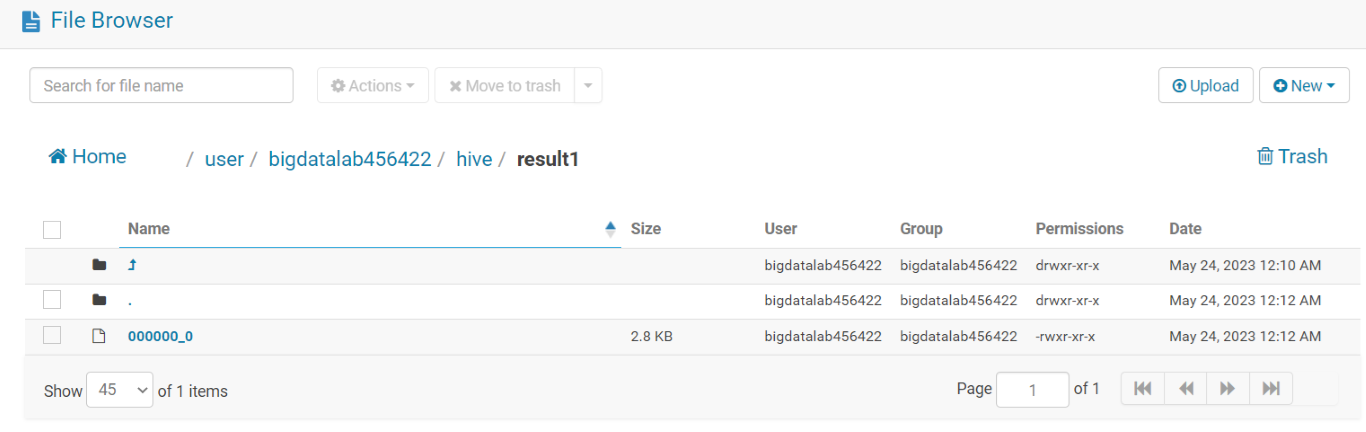 File Browser
Search for file name Actions Move to trash Upload New
Home / user / bigdatalab456422 / hive / result1 Trash
Name Size User Group Permissions Date
bigdatalab456422 bigdatalab456422 drwxr-xr-x May 24, 2023 12:10 AM
. bigdatalab456422 bigdatalab456422 drwxr-xr-x May 24, 2023 12:12 AM
000000_0 2.8 KB bigdatalab456422 bigdatalab456422 -rwxr-xr-x May 24, 2023 12:12 AM
Show 45 of 1 items Page 1 of 1